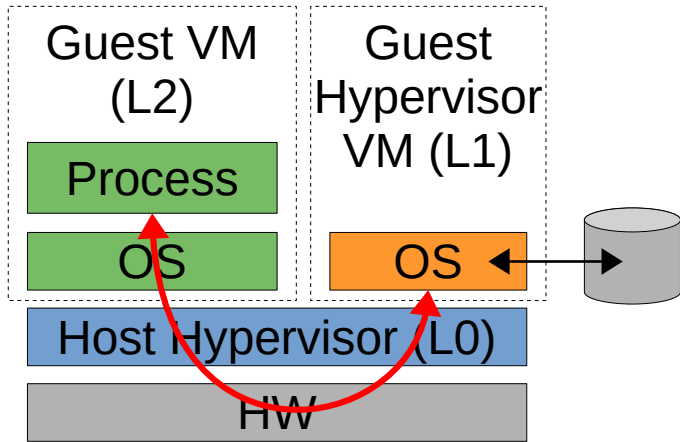 Guest VM
(L2)
Guest
Hypervisor
VM (L1)
Process
OS
OS
Host Hypervisor (L0)
HW